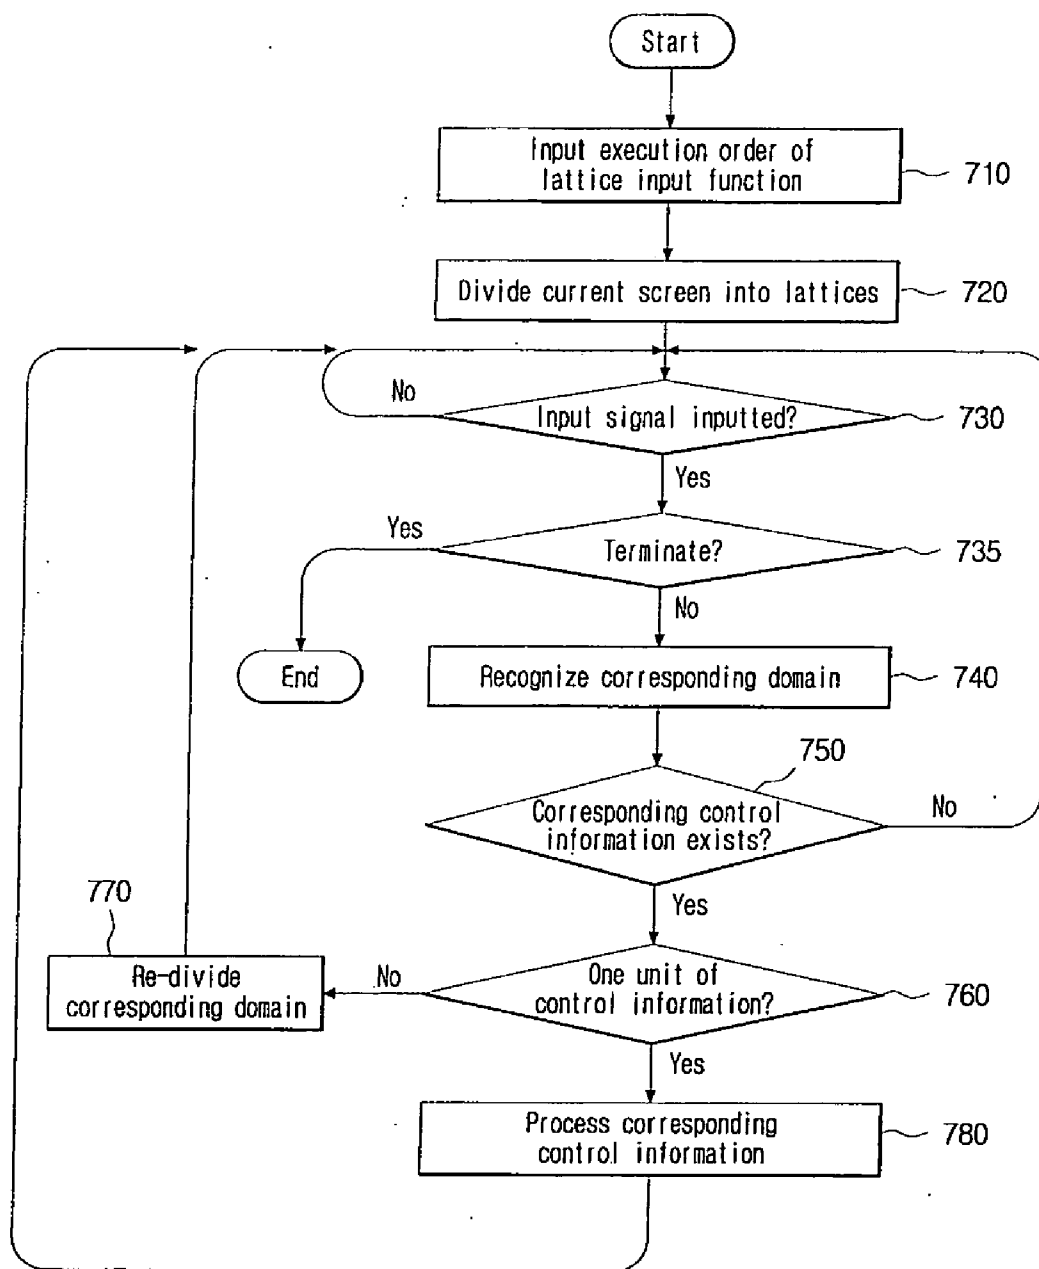 Start
Input execution order of
lattice input function
710
Divide current screen into lattices
720
No
Input signal inputted?
730
Yes
Yes
Terminate?
735
No
End
Recognize corresponding domain
740
750
Corresponding control
information exists?
No
Yes
770
Re-divide
corresponding domain
No
One unit of
control information?
760
Yes
Process corresponding
control information
780